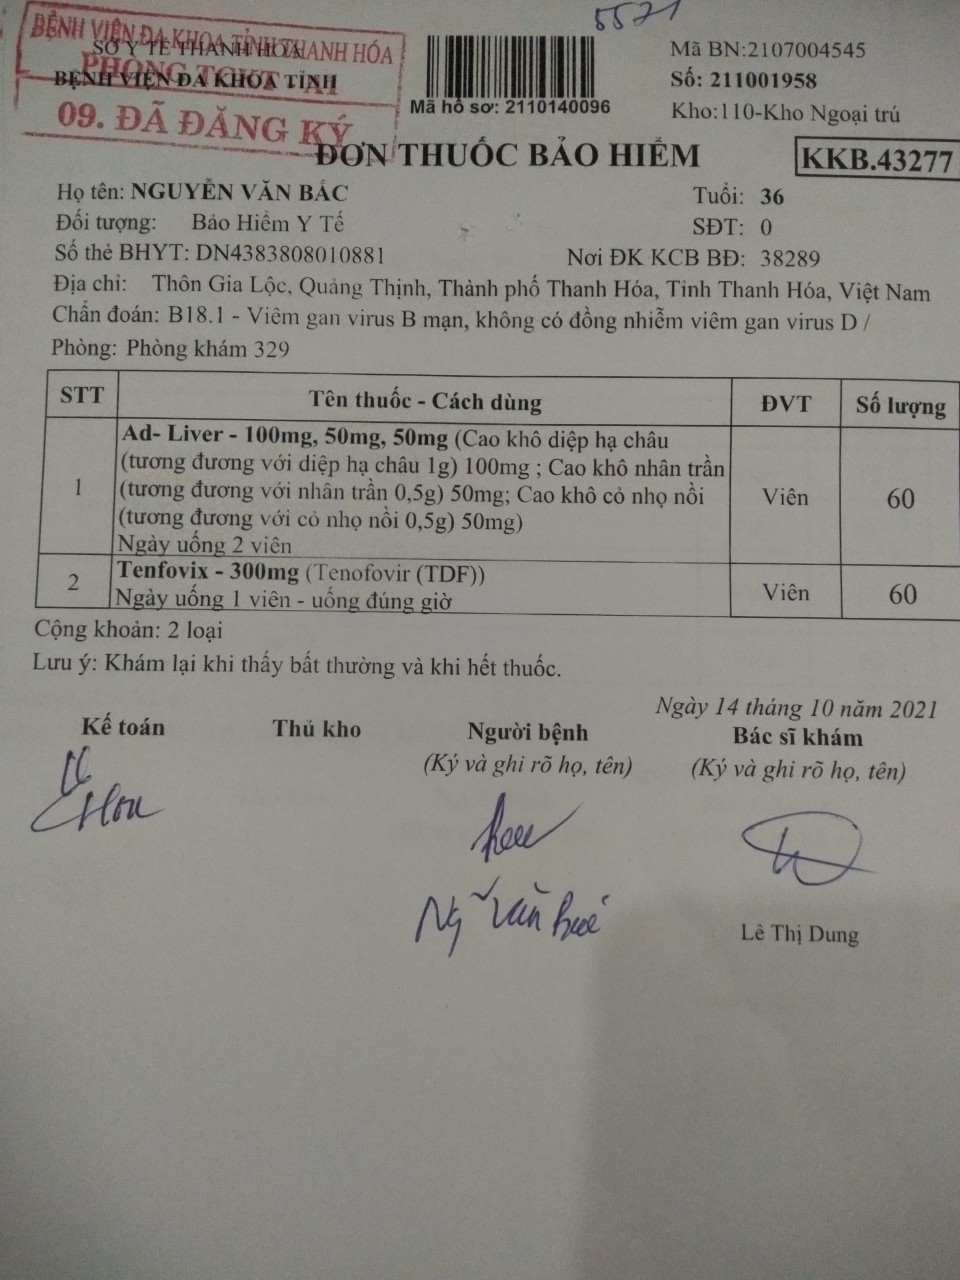 5571
BỆNH VIỆN ĐA KHOA TỈNH THANH HÓA
SỞ Y TẾ THANH HÓA
BỆNH VIỆN ĐA KHOA TỈNH
09. ĐÃ ĐĂNG KÝ
Mã hồ sơ: 2110140096
Mã BN:2107004545
Số: 211001958
Kho:110-Kho Ngoại trú
ĐƠN THUỐC BẢO HIỂM
KKB.43277
Họ tên: NGUYỄN VĂN BẮC Tuổi: 36
Đối tượng: Bảo Hiểm Y Tế SĐT: 0
Số thẻ BHYT: DN4383808010881 Nơi ĐK KCB BĐ: 38289
Địa chỉ: Thôn Gia Lộc, Quảng Thịnh, Thành phố Thanh Hóa, Tỉnh Thanh Hóa, Việt Nam
Chẩn đoán: B18.1 - Viêm gan virus B mạn, không có đồng nhiễm viêm gan virus D /
Phòng: Phòng khám 329
STT Tên thuốc - Cách dùng ĐVT Số lượng
1 Ad- Liver - 100mg, 50mg, 50mg (Cao khô diệp hạ châu
(tương đương với diệp hạ châu 1g) 100mg ; Cao khô nhân trần
(tương đương với nhân trần 0,5g) 50mg; Cao khô cỏ nhọ nồi Viên 60
(tương đương với cỏ nhọ nồi 0,5g) 50mg)
Ngày uống 2 viên
2 Tenfovix - 300mg (Tenofovir (TDF)) Viên 60
Ngày uống 1 viên - uống đúng giờ
Cộng khoản: 2 loại
Lưu ý: Khám lại khi thấy bất thường và khi hết thuốc.
Ngày 14 tháng 10 năm 2021
Kế toán Thủ kho Người bệnh Bác sĩ khám
(Ký và ghi rõ họ, tên) (Ký và ghi rõ họ, tên)
Ng Văn
Lê Thị Dung